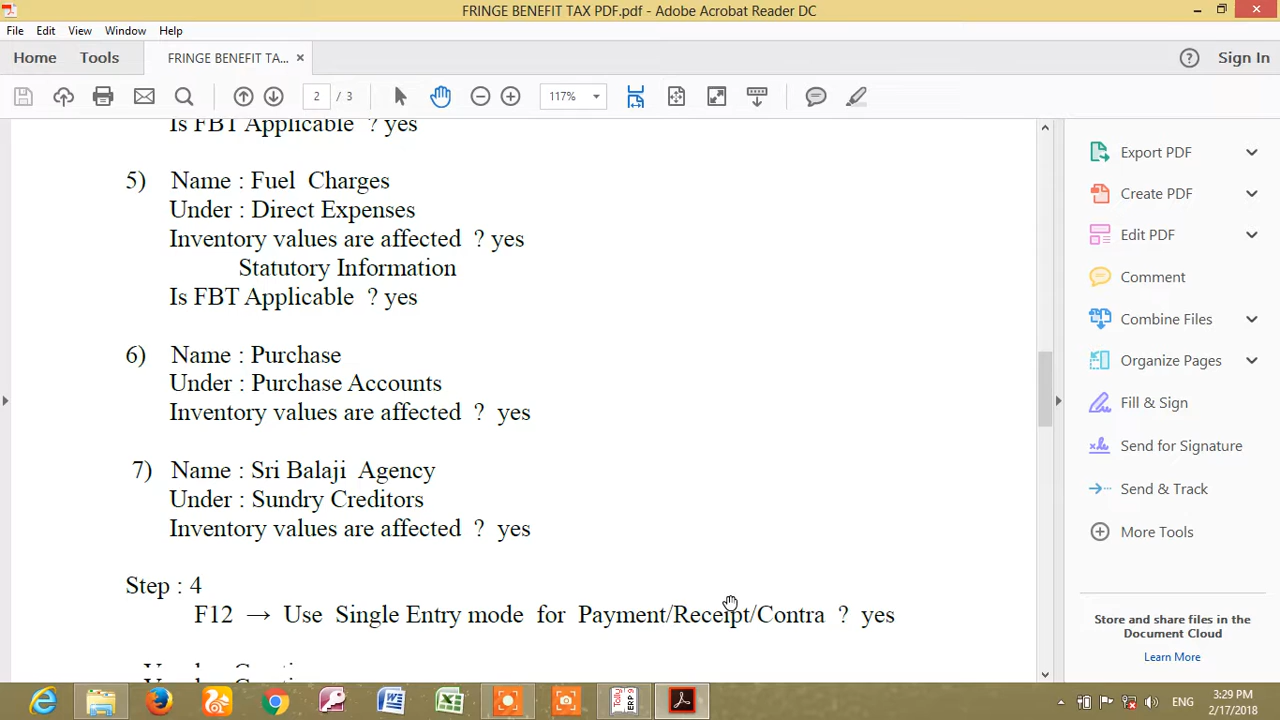 FRINGE BENEFIT TAX PDF.pdf - Adobe Acrobat Reader DC
File Edit View Window Help
Home Tools FRINGE BENEFIT TA... × Sign In
2 / 3 117%
Is FBT Applicable ? yes
5) Name : Fuel Charges
Under : Direct Expenses
Inventory values are affected ? yes
Statutory Information
Is FBT Applicable ? yes
6) Name : Purchase
Under : Purchase Accounts
Inventory values are affected ? yes
7) Name : Sri Balaji Agency
Under : Sundry Creditors
Inventory values are affected ? yes
Step : 4
F12 → Use Single Entry mode for Payment/Receipt/Contra ? yes
Export PDF
Create PDF
Edit PDF
Comment
Combine Files
Organize Pages
Fill & Sign
Send for Signature
Send & Track
More Tools
Store and share files in the
Document Cloud
Learn More
Tally
ERP 9
ENG
3:29 PM
2/17/2018